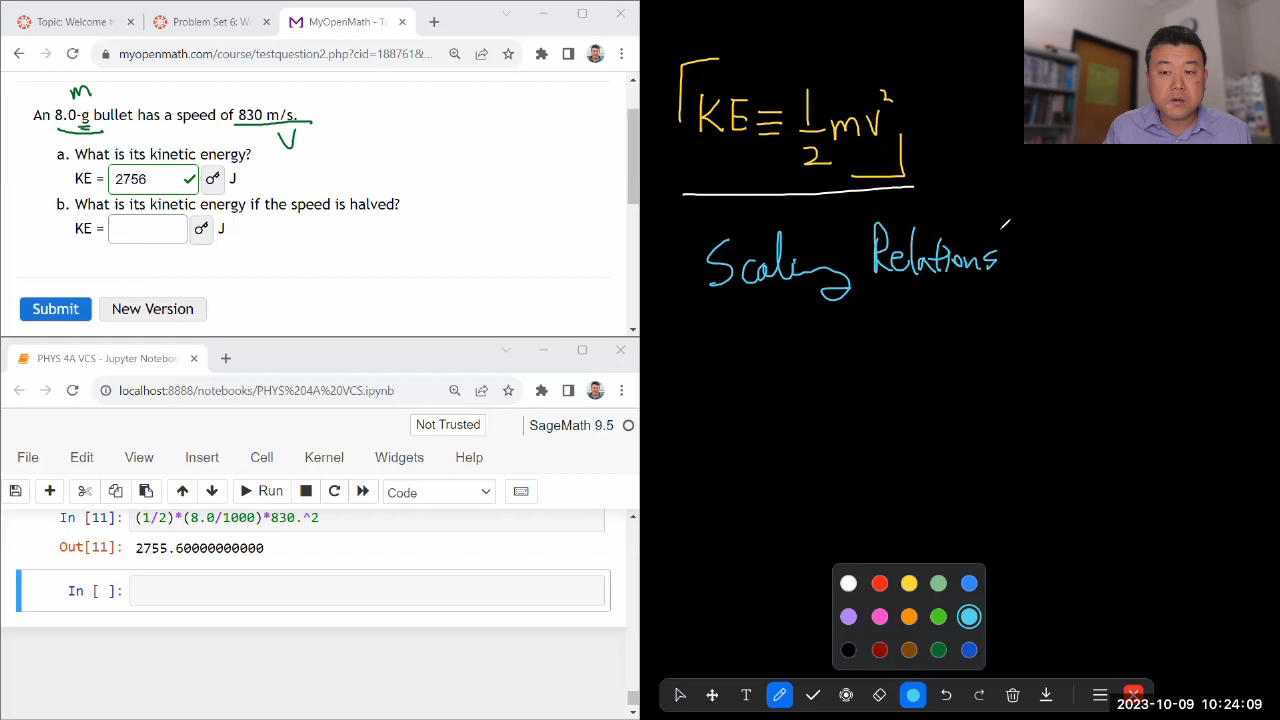 Topic: Welcome to
Problem Set 6: W
MyOpenMath - T
myopenmath.com/course/testquestion2.php?cid=188761&...
m
An 8.0-g bullet has a speed of 830 m/s.
V
a. What is its kinetic energy?
KE = 2756 J
b. What is its kinetic energy if the speed is halved?
KE = J
Submit New Version
PHYS 4A VCS - Jupyter Noteboo
localhost:8888/notebooks/PHYS%204A%20VCS.ipynb
Not Trusted SageMath 9.5
File Edit View Insert Cell Kernel Widgets Help
Run Code
In [11]: (1/2)*(8.0/1000)*830.^2
Out[11]: 2755.60000000000
In [ ]:
KE ≡ 1/2 mv²
Scaling Relations
T
2023-10-09 10:24:09